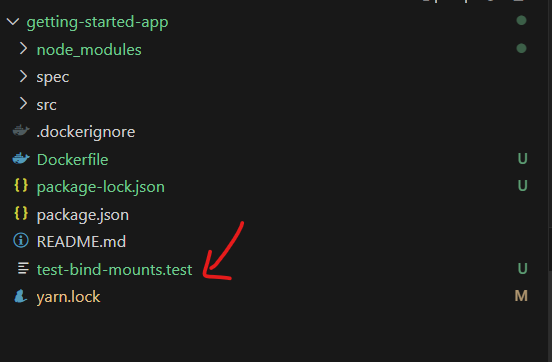 getting-started-app
node_modules
spec
src
.dockerignore
Dockerfile U
{} package-lock.json U
{} package.json
README.md
test-bind-mounts.test U
yarn.lock M